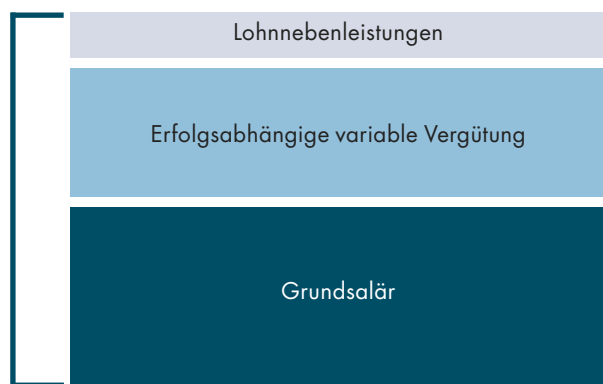 Lohnnebenleistungen
Erfolgsabhängige variable Vergütung
Grundsalär